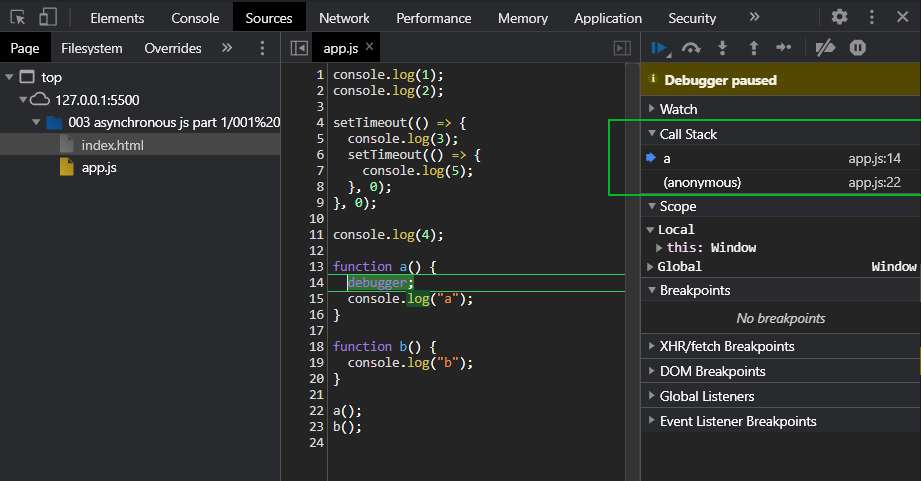 Elements Console Sources Network Performance Memory Application Security »
Page Filesystem Overrides »
top
127.0.0.1:5500
003 asynchronous js part 1/001%20
index.html
app.js
app.js ×
1 console.log(1);
2 console.log(2);
3
4 setTimeout(() => {
5 console.log(3);
6 setTimeout(() => {
7 console.log(5);
8 }, 0);
9 }, 0);
10
11 console.log(4);
12
13 function a() {
14 debugger;
15 console.log("a");
16 }
17
18 function b() {
19 console.log("b");
20 }
21
22 a();
23 b();
24
Debugger paused
Watch
Call Stack
a app.js:14
(anonymous) app.js:22
Scope
Local
this: Window
Global Window
Breakpoints
No breakpoints
XHR/fetch Breakpoints
DOM Breakpoints
Global Listeners
Event Listener Breakpoints